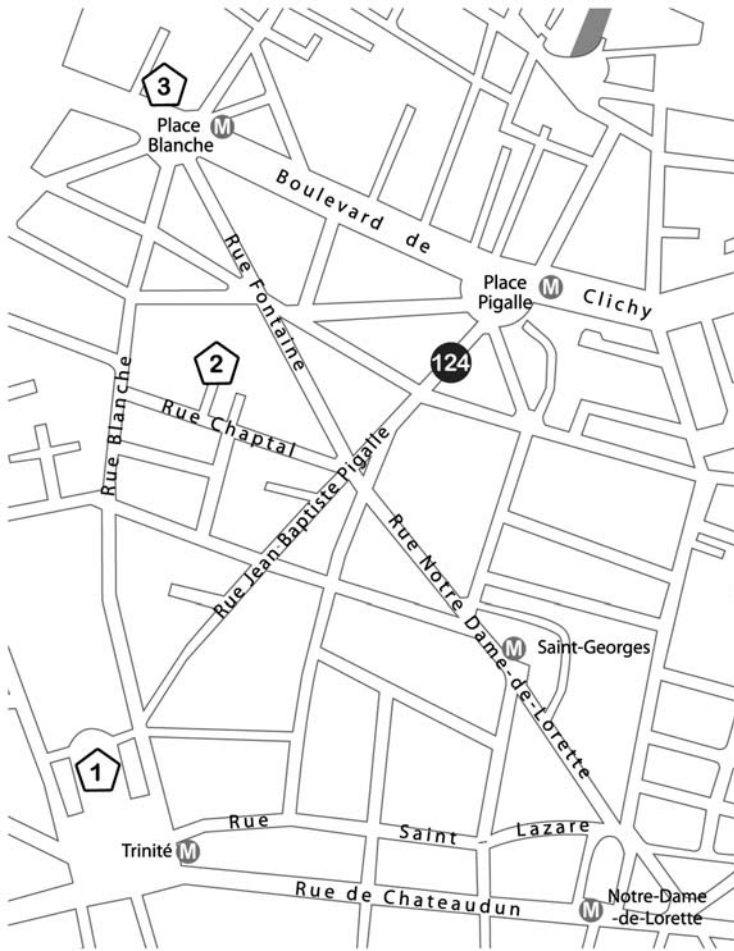 3
Place
Blanche
M
Boulevard de
Clichy
Rue Fontaine
Place
Pigalle
M
124
2
Rue Blanche
Rue Chaptal
Rue Jean-Baptiste Pigalle
Rue Notre Dame-de-Lorette
M
Saint-Georges
1
Rue Saint Lazare
Trinité
M
Rue de Chateaudun
M
Notre-Dame
-de-Lorette